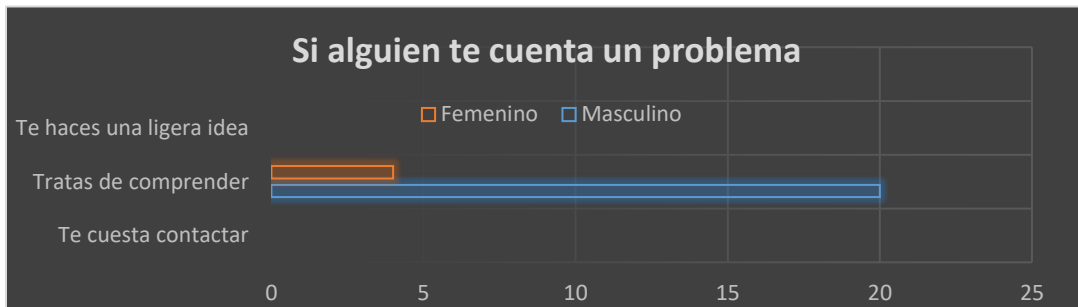 Si alguien te cuenta un problema
Femenino Masculino
Te haces una ligera idea
Tratas de comprender
Te cuesta contactar
0 5 10 15 20 25